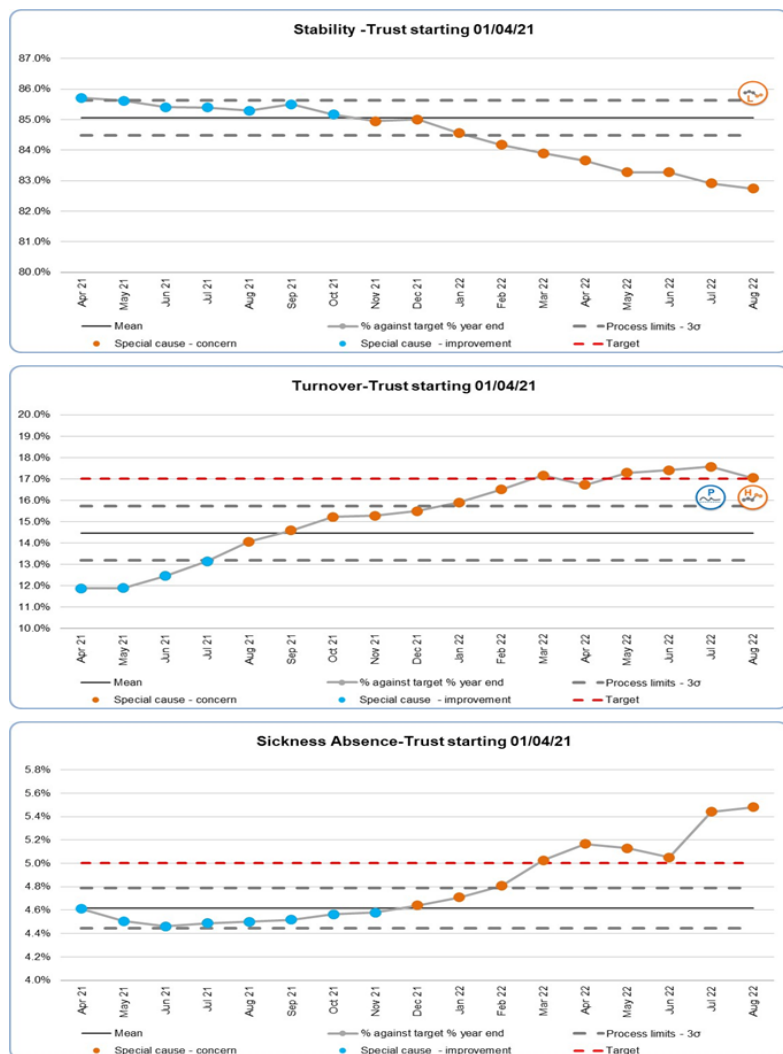 Stability -Trust starting 01/04/21
87.0%
86.0%
85.0%
84.0%
83.0%
82.0%
81.0%
80.0%
L
Apr 21 May 21 Jun 21 Jul 21 Aug 21 Sep 21 Oct 21 Nov 21 Dec 21 Jan 22 Feb 22 Mar 22 Apr 22 May 22 Jun 22 Jul 22 Aug 22
Mean % against target % year end Process limits - 3σ
Special cause - concern Special cause - improvement Target
Turnover-Trust starting 01/04/21
20.0%
19.0%
18.0%
17.0%
16.0%
15.0%
14.0%
13.0%
12.0%
11.0%
10.0%
P H
Apr 21 May 21 Jun 21 Jul 21 Aug 21 Sep 21 Oct 21 Nov 21 Dec 21 Jan 22 Feb 22 Mar 22 Apr 22 May 22 Jun 22 Jul 22 Aug 22
Mean % against target % year end Process limits - 3σ
Special cause - concern Special cause - improvement Target
Sickness Absence-Trust starting 01/04/21
5.8%
5.6%
5.4%
5.2%
5.0%
4.8%
4.6%
4.4%
4.2%
4.0%
Apr 21 May 21 Jun 21 Jul 21 Aug 21 Sep 21 Oct 21 Nov 21 Dec 21 Jan 22 Feb 22 Mar 22 Apr 22 May 22 Jun 22 Jul 22 Aug 22
Mean % against target % year end Process limits - 3σ
Special cause - concern Special cause - improvement Target